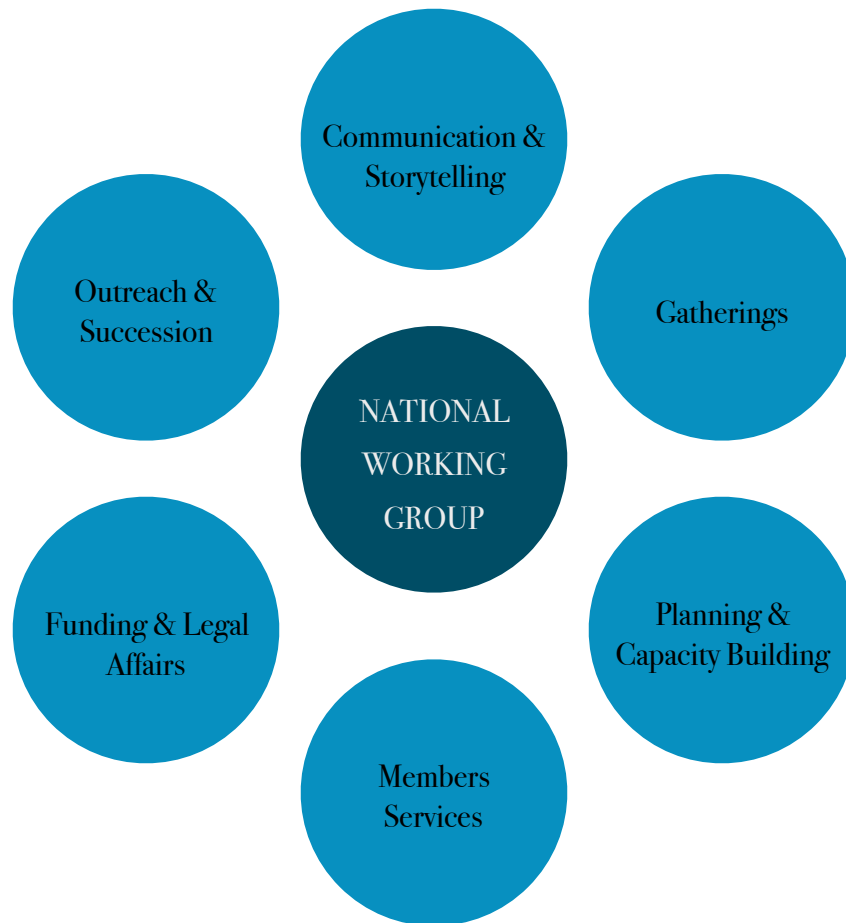 Communication &
Storytelling
Outreach &
Succession
Gatherings
NATIONAL
WORKING
GROUP
Funding & Legal
Affairs
Planning &
Capacity Building
Members
Services